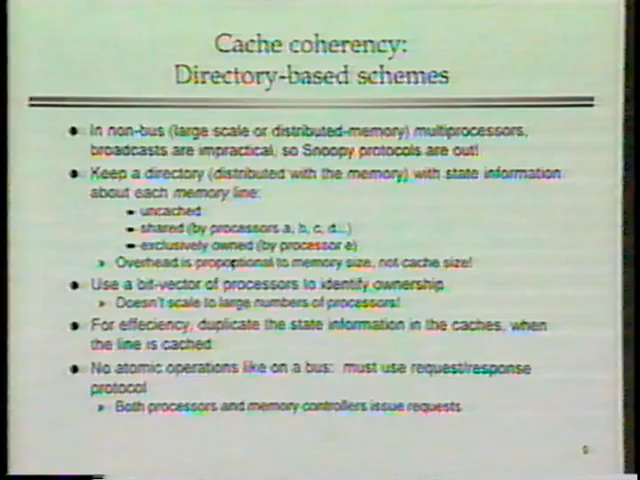 Cache coherency:
Directory-based schemes
In non-bus (large scale or distributed-memory) multiprocessors,
broadcasts are impractical, so Snoopy protocols are out!
Keep a directory (distributed with the memory) with state information
about each memory line:
– uncached
– shared (by processors a, b, c, d...)
– exclusively owned (by processor e)
» Overhead is proportional to memory size, not cache size!
Use a bit-vector of processors to identify ownership
» Doesn't scale to large numbers of processors!
For effeciency, duplicate the state information in the caches, when
the line is cached
No atomic operations like on a bus: must use request/response
protocol
» Both processors and memory controllers issue requests
9